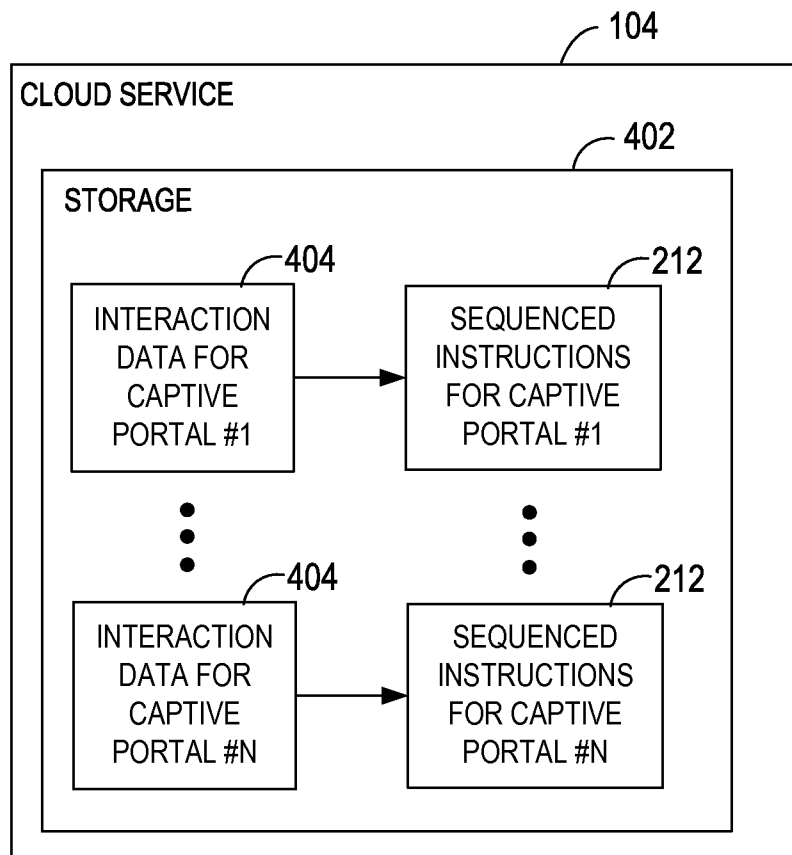 104
CLOUD SERVICE
402
STORAGE
404
INTERACTION
DATA FOR
CAPTIVE
PORTAL #1
212
SEQUENCED
INSTRUCTIONS
FOR CAPTIVE
PORTAL #1
404
INTERACTION
DATA FOR
CAPTIVE
PORTAL #N
212
SEQUENCED
INSTRUCTIONS
FOR CAPTIVE
PORTAL #N